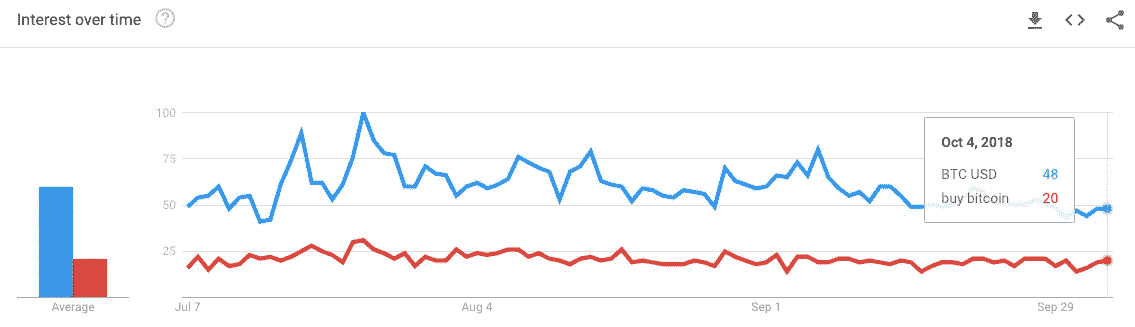 Interest over time ?
100
75
50
25
Oct 4, 2018
BTC USD 48
buy bitcoin 20
Average
Jul 7 Aug 4 Sep 1 Sep 29